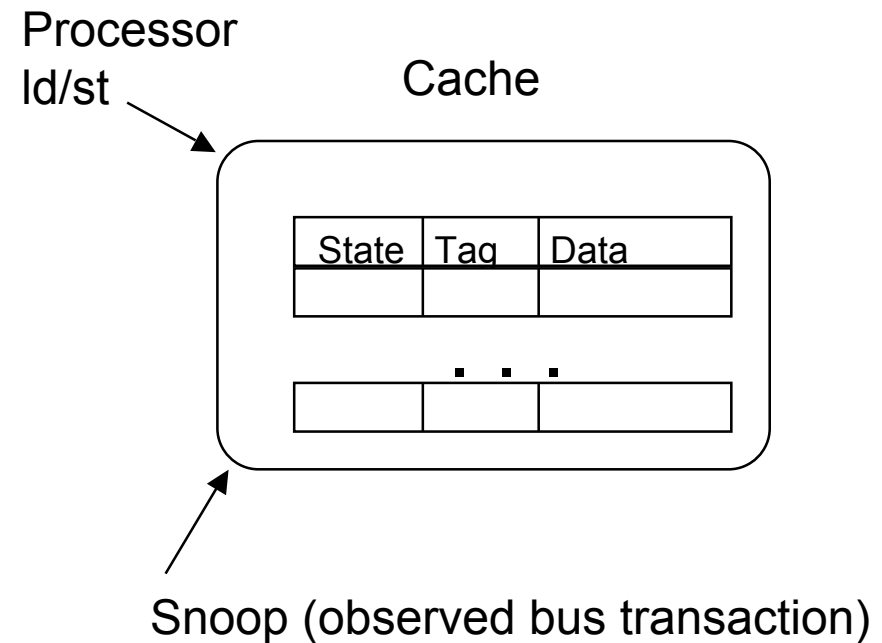 Processor
ld/st
Cache
State Tag Data
. . .
Snoop (observed bus transaction)